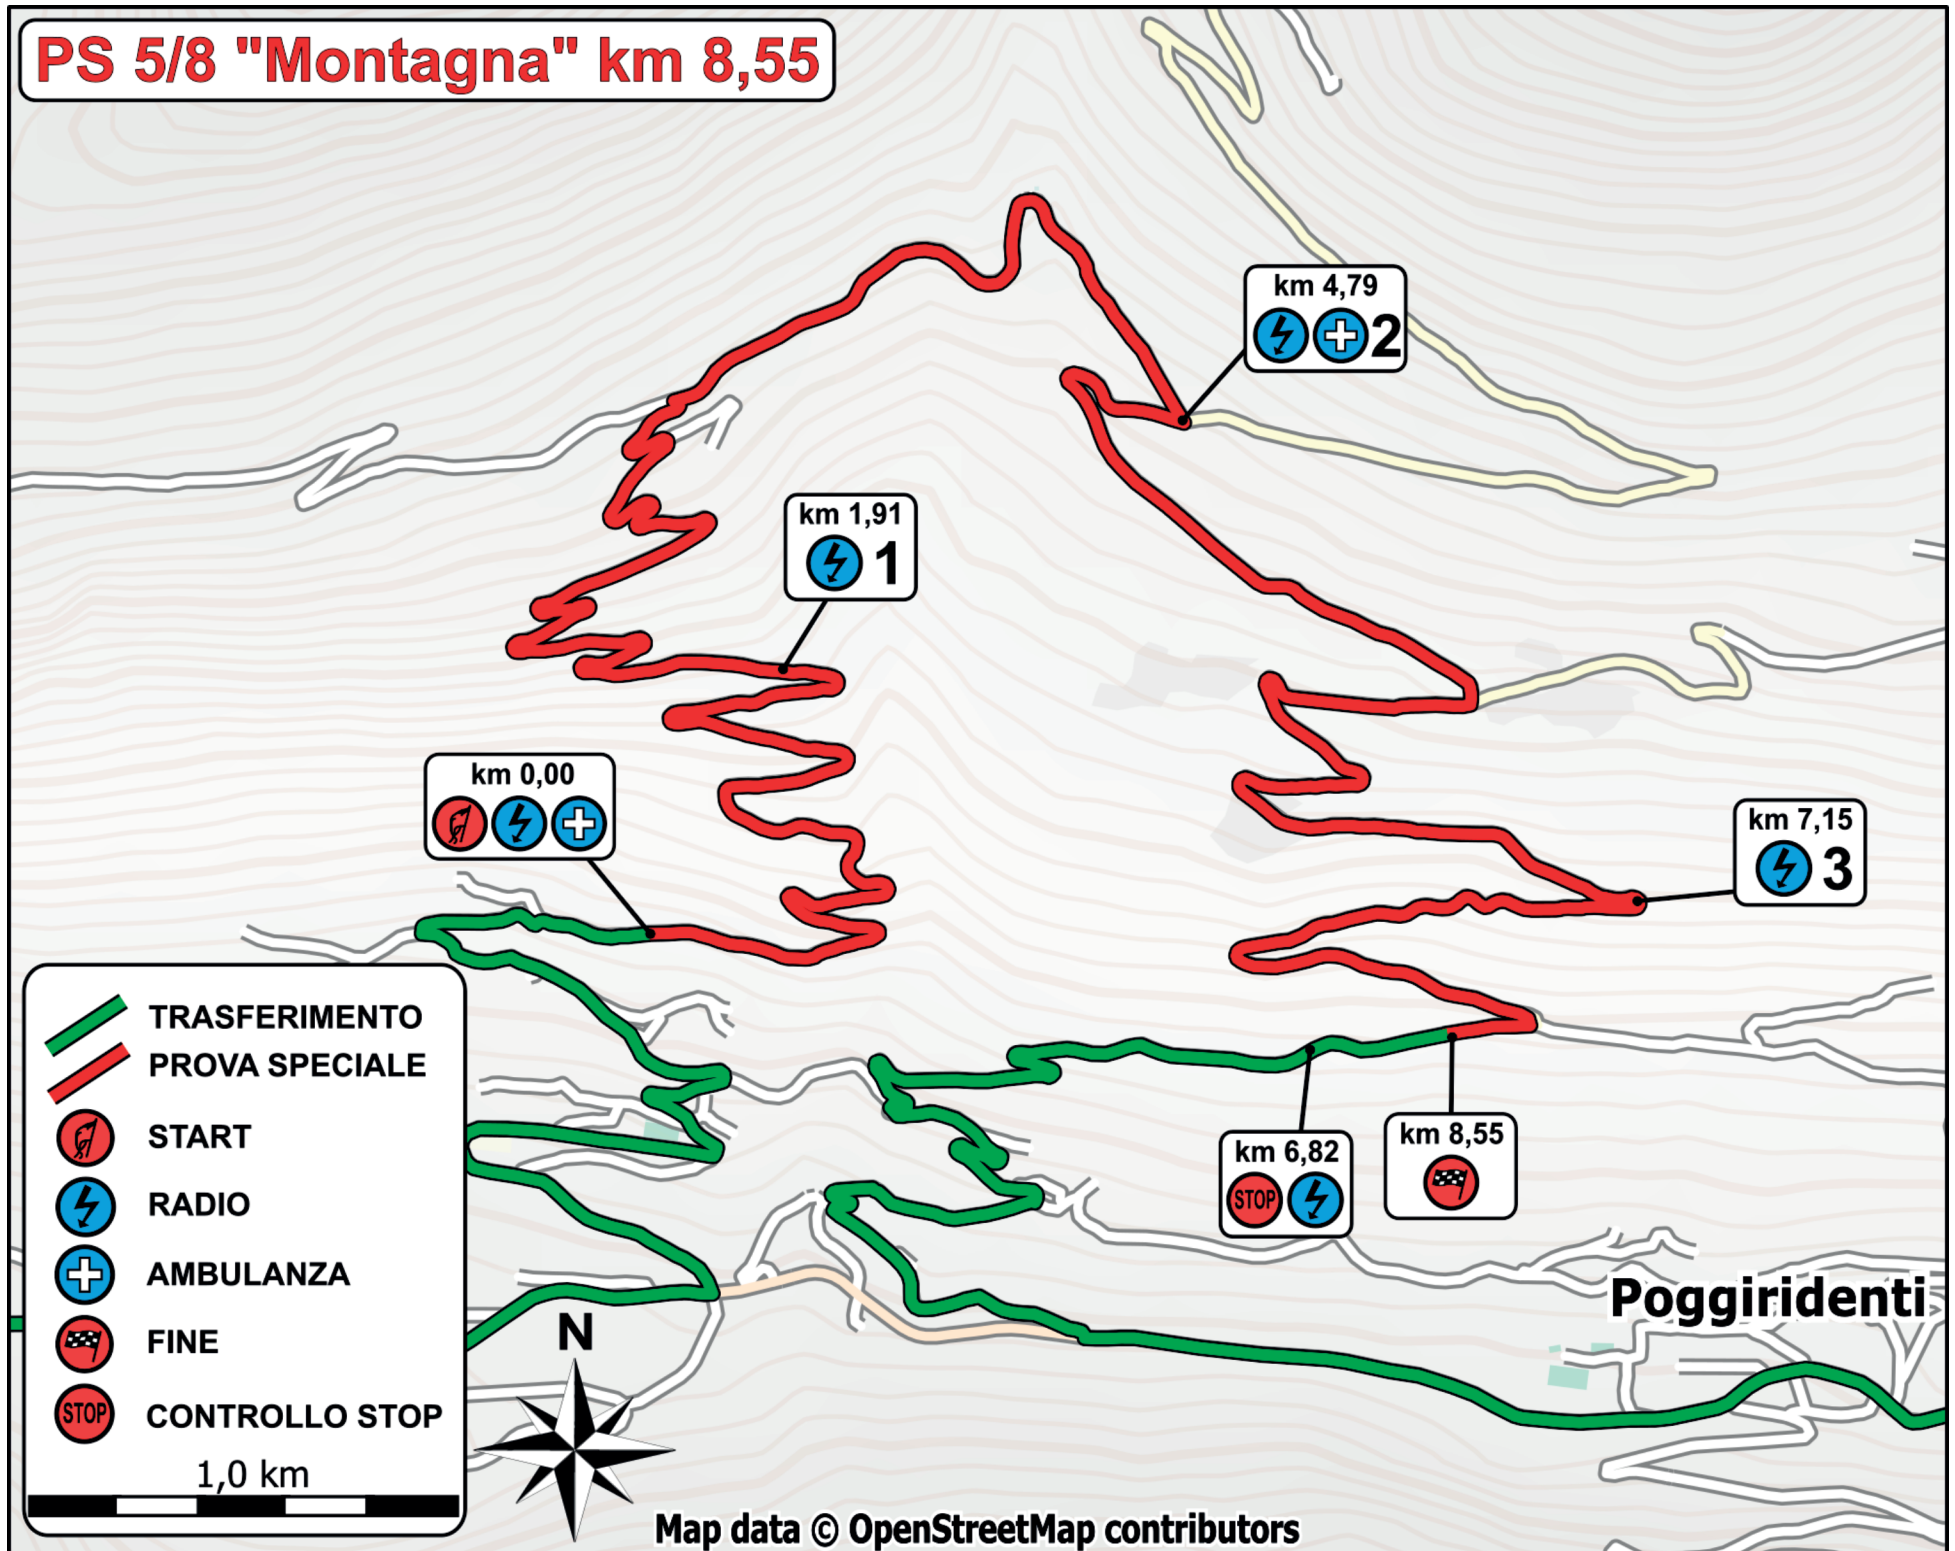 PS 5/8 "Montagna" km 8,55
km 4,79
2
km 1,91
1
km 0,00
km 7,15
3
km 6,82
STOP
km 8,55
Poggiridenti
TRASFERIMENTO
PROVA SPECIALE
START
RADIO
AMBULANZA
FINE
STOP CONTROLLO STOP
1,0 km
N
Map data © OpenStreetMap contributors